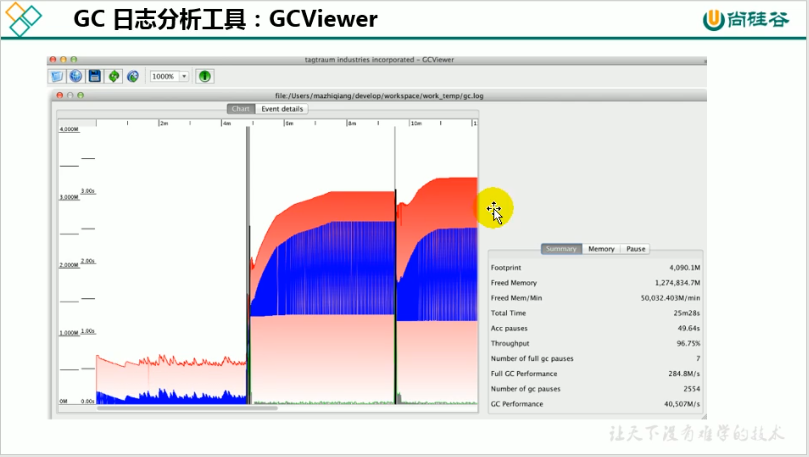 GC 日志分析工具：GCViewer
尚硅谷
tagtraum industries incorporated - GCViewer
1000%
file:/Users/mazhiqiang/develop/workspace/work_temp/gc.log
Chart Event details
2m 4m 6m 8m 10m 1
4,000M
3,000M 3.00s
2,000M 2.00s
1,000M 1.00s
0M 0.00s
Summary Memory Pause
Footprint 4,090.1M
Freed Memory 1,274,834.7M
Freed Mem/Min 50,032.403M/min
Total Time 25m28s
Acc pauses 49.64s
Throughput 96.75%
Number of full gc pauses 7
Full GC Performance 284.8M/s
Number of gc pauses 2554
GC Performance 40,507M/s
让天下没有难学的技术